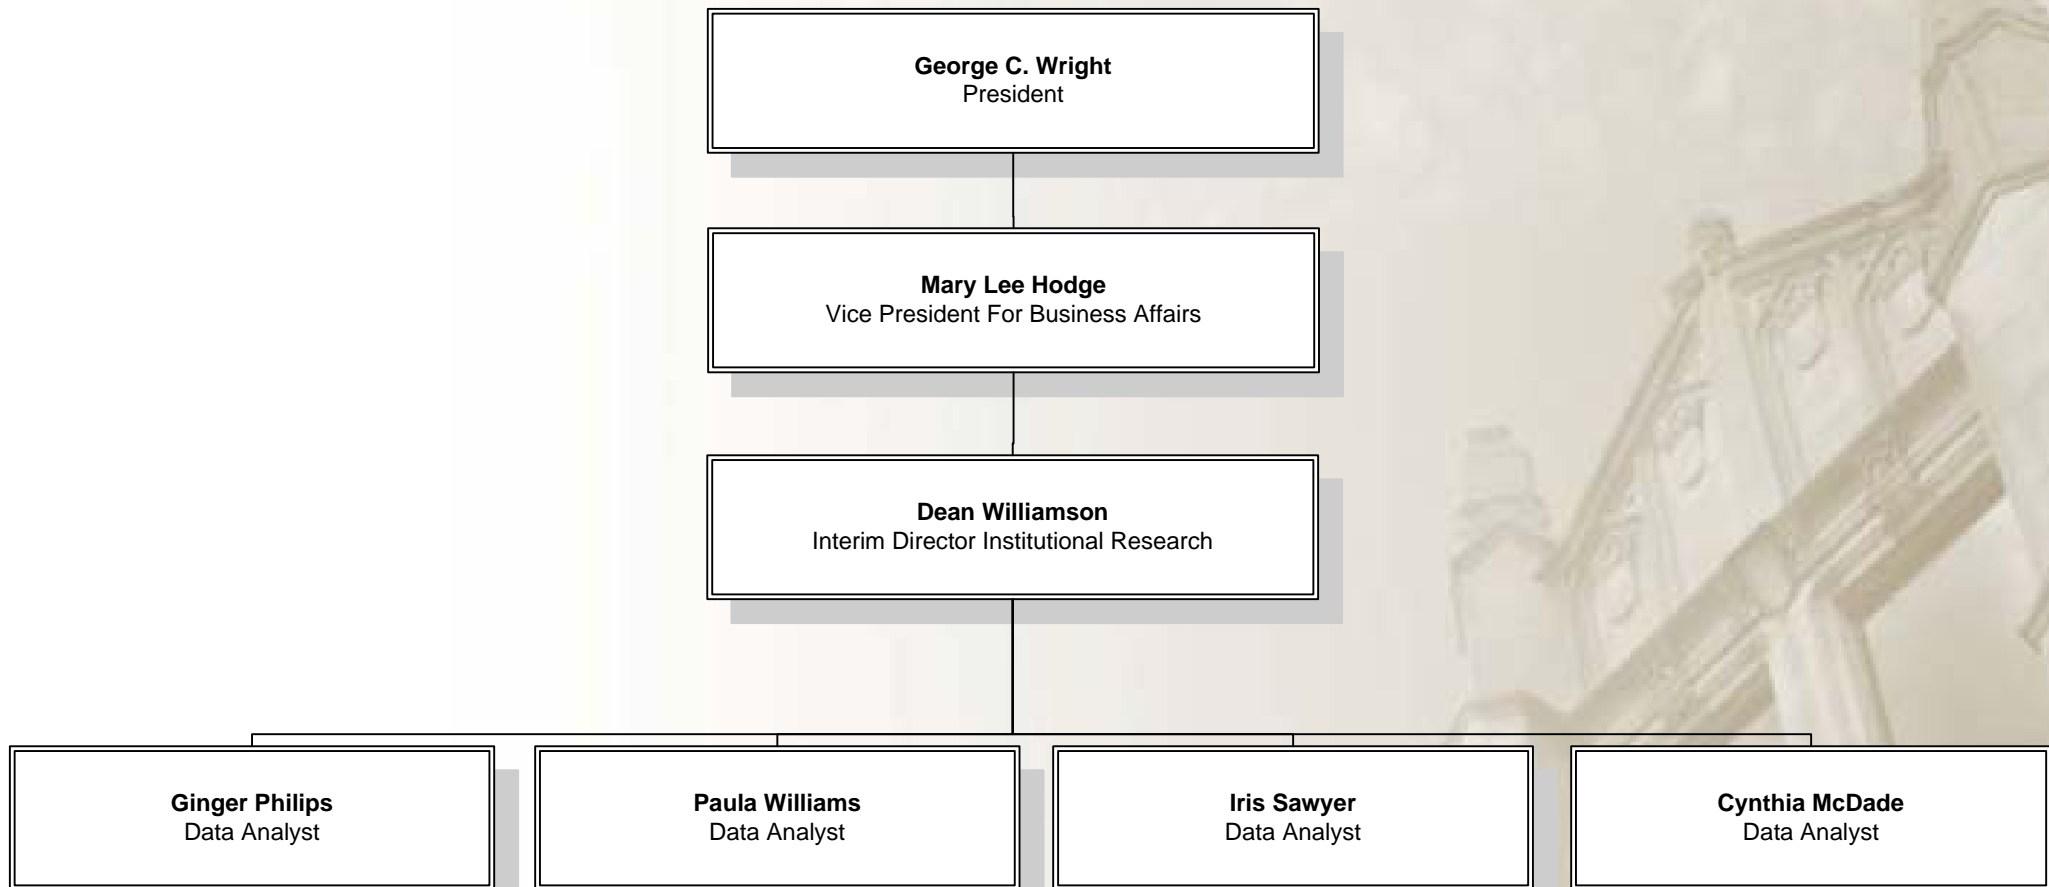 George C. Wright
President
Mary Lee Hodge
Vice President For Business Affairs
Dean Williamson
Interim Director Institutional Research
Ginger Philips
Data Analyst
Paula Williams
Data Analyst
Iris Sawyer
Data Analyst
Cynthia McDade
Data Analyst